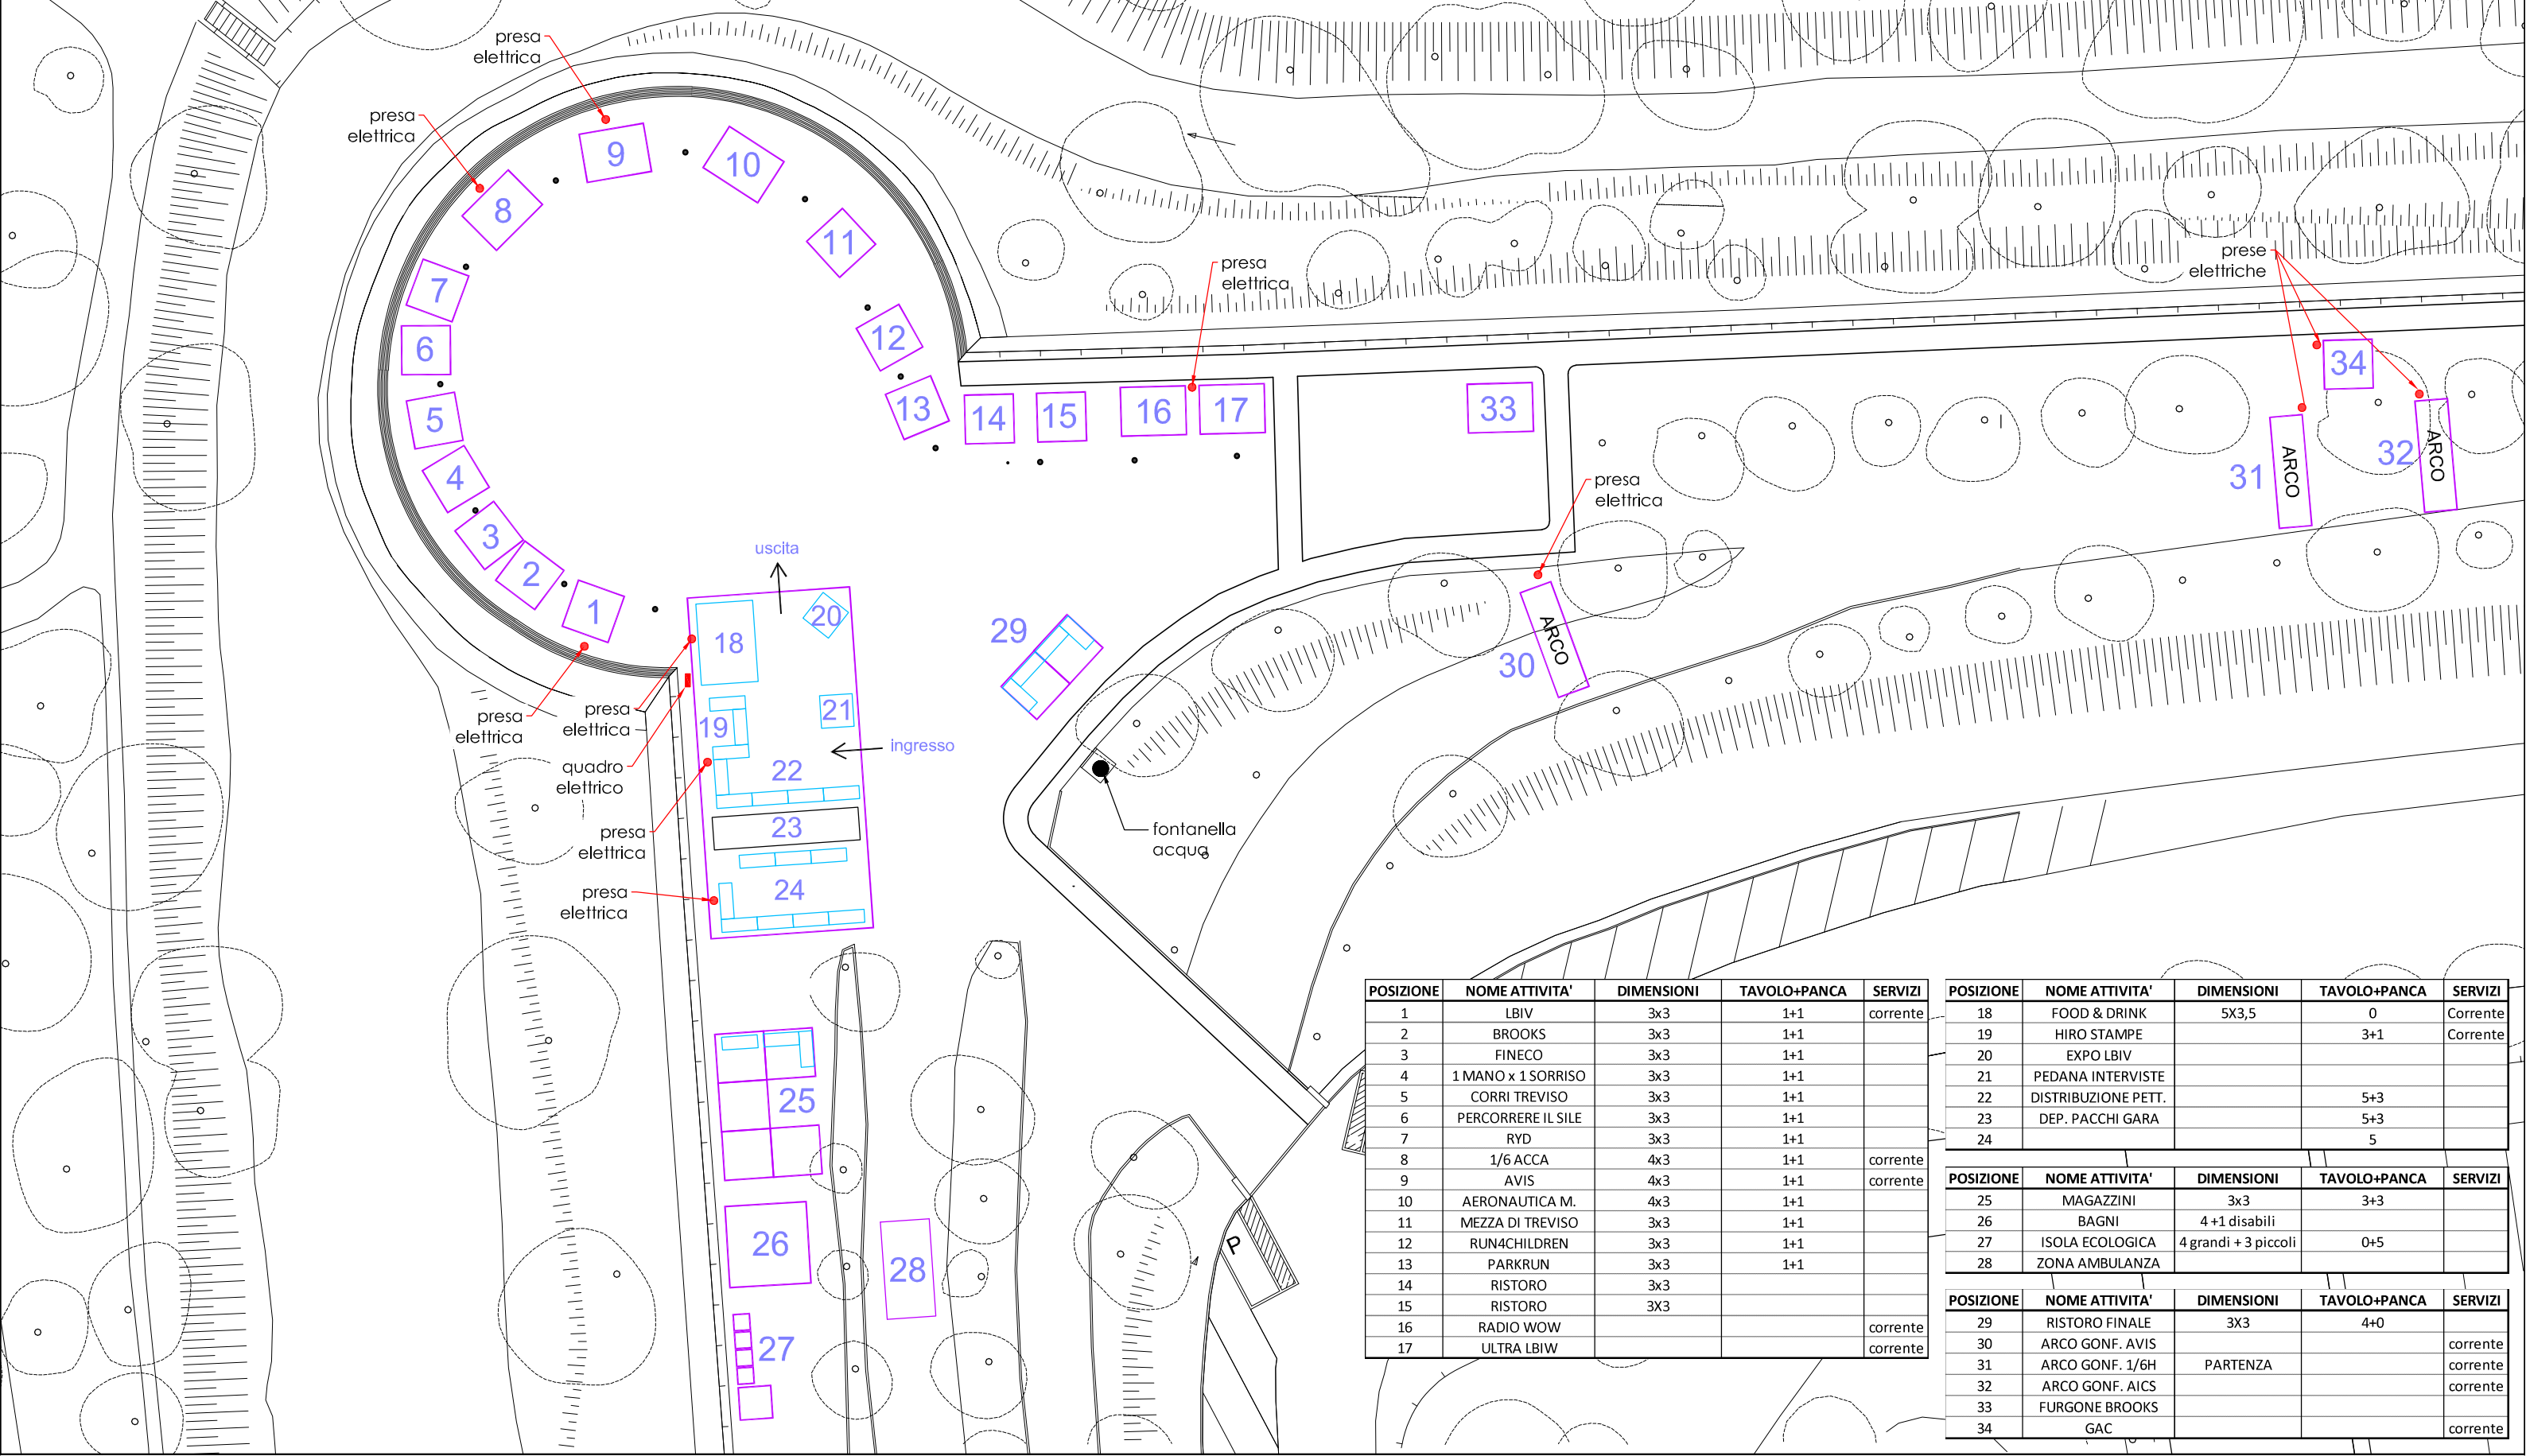 presa
elettrica
presa
elettrica
9
10
8
11
7
6
12
5
13
14
15
16
17
presa
elettrica
33
prese
elettriche
34
31
ARCO
32
ARCO
4
3
2
1
presa
elettrica
uscita
18
20
29
30
ARCO
presa
elettrica
presa
elettrica
19
21
ingresso
quadro
elettrico
22
presa
elettrica
23
fontanella
acqua
presa
elettrica
24
25
26
28
27
P
POSIZIONE NOME ATTIVITA' DIMENSIONI TAVOLO+PANCA SERVIZI
1 LBIV 3x3 1+1 corrente
2 BROOKS 3x3 1+1
3 FINECO 3x3 1+1
4 1 MANO x 1 SORRISO 3x3 1+1
5 CORRI TREVISO 3x3 1+1
6 PERCORRERE IL SILE 3x3 1+1
7 RYD 3x3 1+1
8 1/6 ACCA 4x3 1+1 corrente
9 AVIS 4x3 1+1 corrente
10 AERONAUTICA M. 4x3 1+1
11 MEZZA DI TREVISO 3x3 1+1
12 RUN4CHILDREN 3x3 1+1
13 PARKRUN 3x3 1+1
14 RISTORO 3x3
15 RISTORO 3X3
16 RADIO WOW corrente
17 ULTRA LBIW corrente
POSIZIONE NOME ATTIVITA' DIMENSIONI TAVOLO+PANCA SERVIZI
18 FOOD & DRINK 5X3,5 0 Corrente
19 HIRO STAMPE 3+1 Corrente
20 EXPO LBIV
21 PEDANA INTERVISTE
22 DISTRIBUZIONE PETT. 5+3
23 DEP. PACCHI GARA 5+3
24 5
POSIZIONE NOME ATTIVITA' DIMENSIONI TAVOLO+PANCA SERVIZI
25 MAGAZZINI 3x3 3+3
26 BAGNI 4 +1 disabili
27 ISOLA ECOLOGICA 4 grandi + 3 piccoli 0+5
28 ZONA AMBULANZA
POSIZIONE NOME ATTIVITA' DIMENSIONI TAVOLO+PANCA SERVIZI
29 RISTORO FINALE 3X3 4+0
30 ARCO GONF. AVIS corrente
31 ARCO GONF. 1/6H PARTENZA corrente
32 ARCO GONF. AICS corrente
33 FURGONE BROOKS
34 GAC corrente